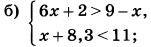 б) { 6x + 2 > 9 − x,
x + 8,3 < 11;